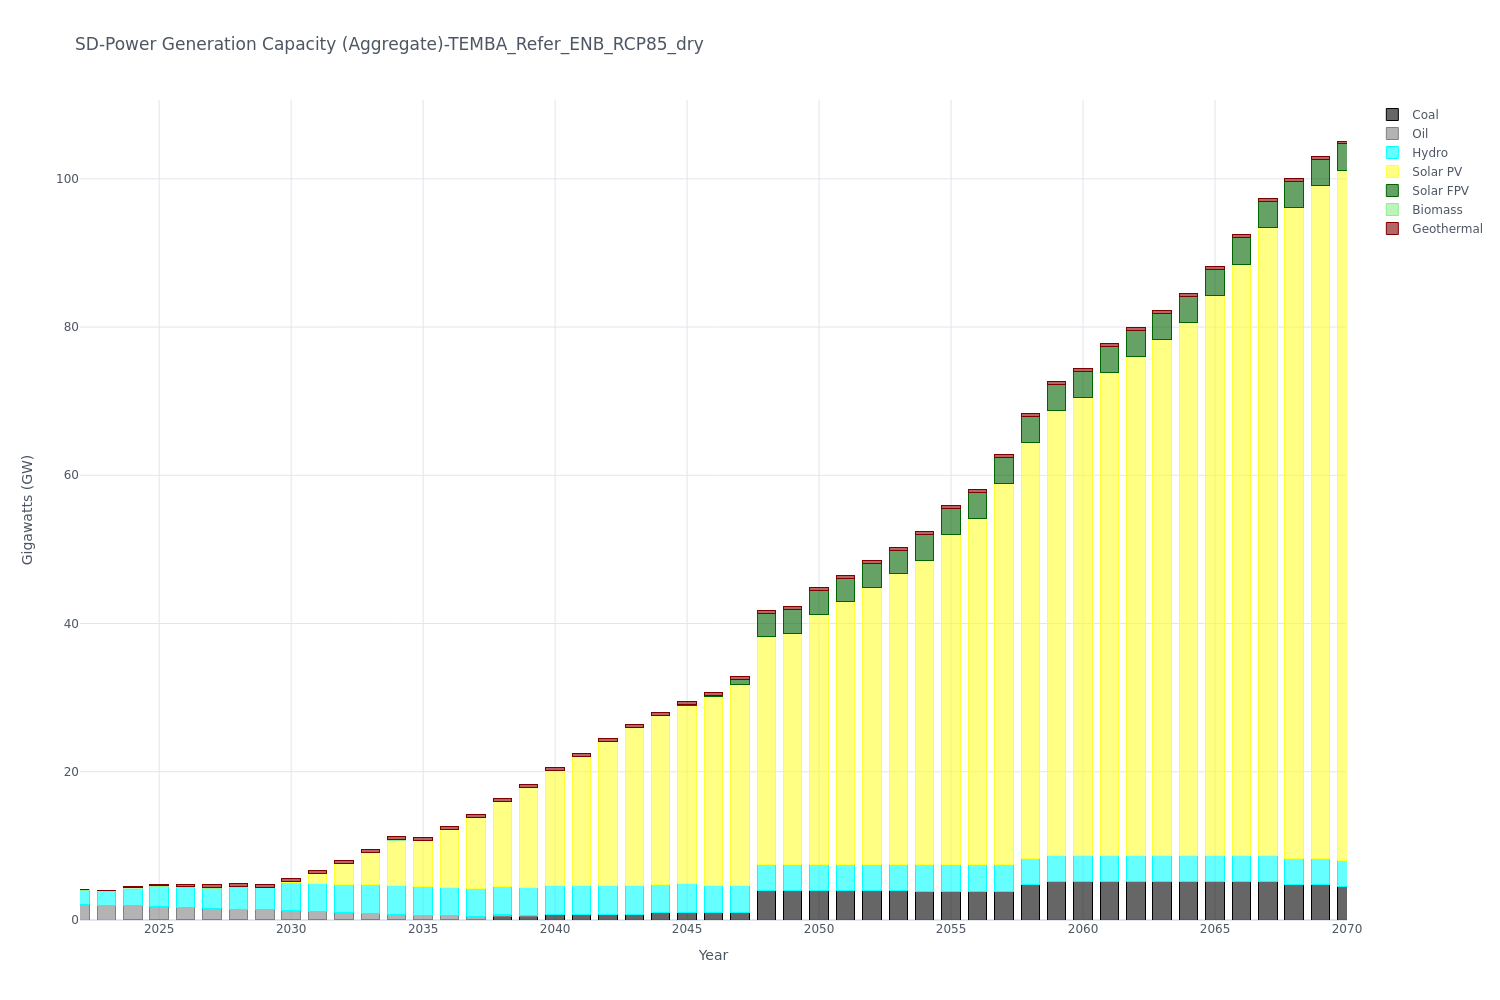 SD-Power Generation Capacity (Aggregate)-TEMBA_Refer_ENB_RCP85_dry
Coal
Oil
Hydro
Solar PV
Solar FPV
Biomass
Geothermal
100
80
60
40
20
0
Gigawatts (GW)
2025
2030
2035
2040
2045
2050
2055
2060
2065
2070
Year